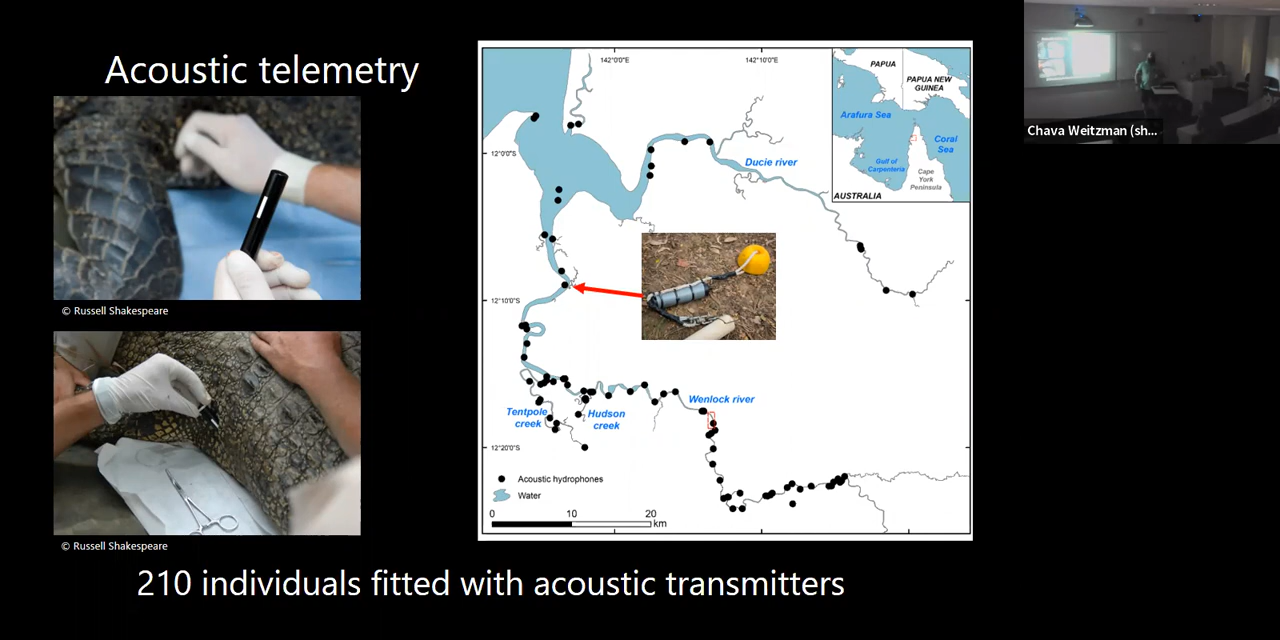 Acoustic telemetry
© Russell Shakespeare
© Russell Shakespeare
142°0'0"E
142°10'0"E
12°0'0"S
12°10'0"S
12°20'0"S
Ducie river
Wenlock river
Tentpole
creek
Hudson
creek
Acoustic hydrophones
Water
0 10 20
km
PAPUA
PAPUA NEW
GUINEA
Arafura Sea
Coral
Sea
Gulf of
Carpenteria
Cape
York
Peninsula
AUSTRALIA
210 individuals fitted with acoustic transmitters
Chava Weitzman (sh...